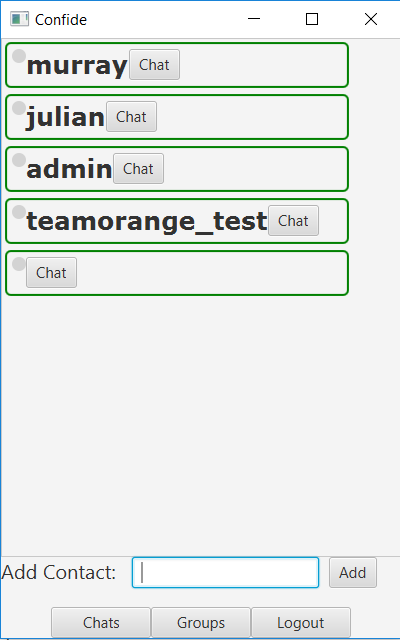 Confide
murray Chat
julian Chat
admin Chat
teamorange_test Chat
Chat
Add Contact: Add
Chats Groups Logout